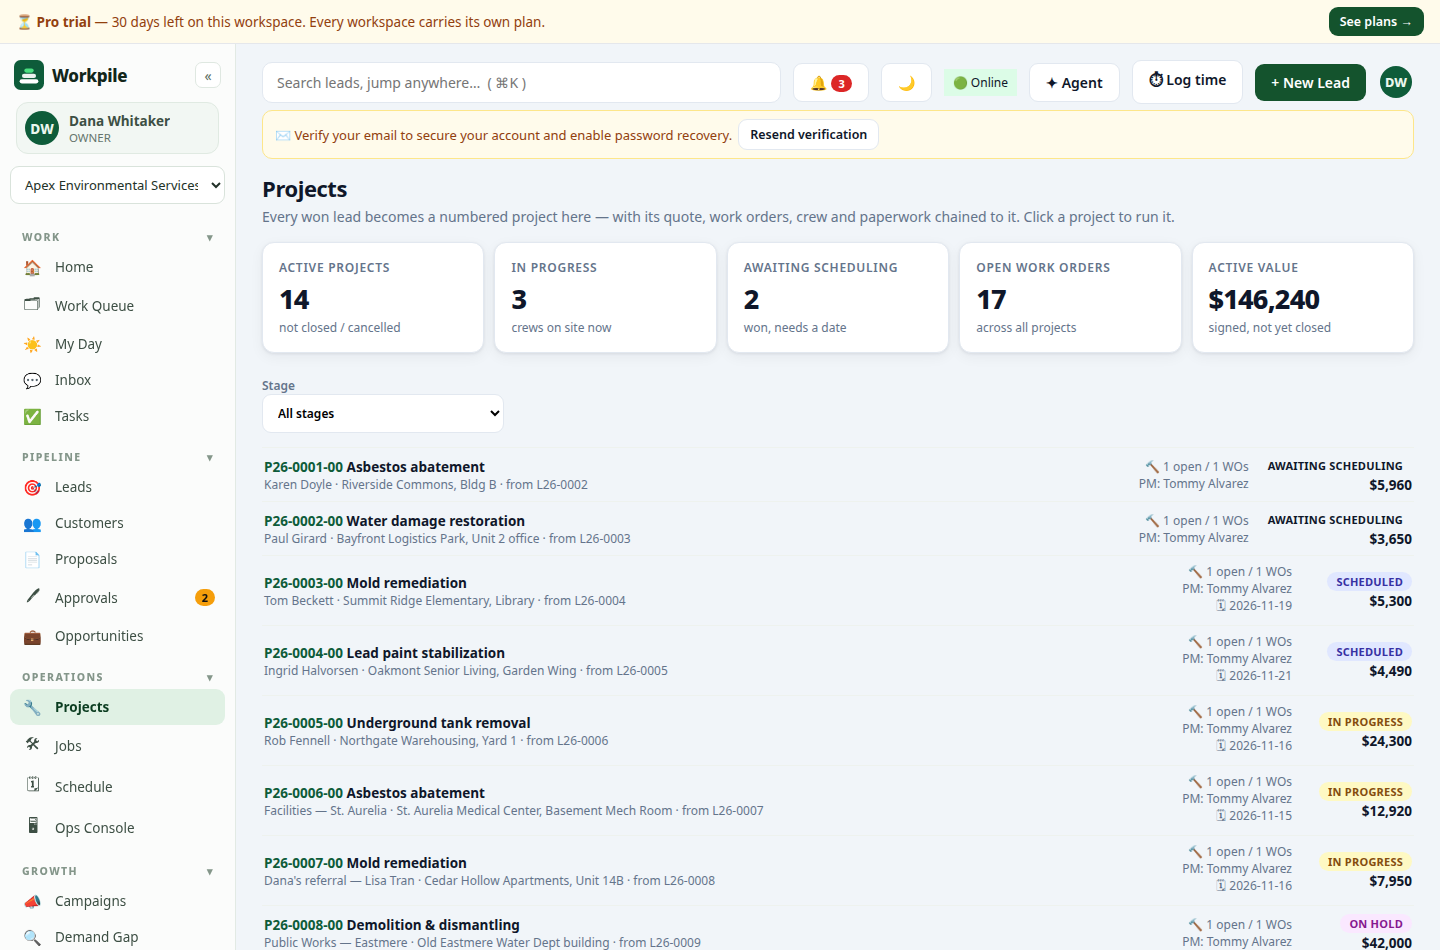 ⏳ Pro trial — 30 days left on this workspace. Every workspace carries its own plan.
See plans →
Workpile
«
DW
Dana Whitaker
OWNER
Apex Environmental Services
WORK ▾
🏠 Home
🗂 Work Queue
☀️ My Day
💬 Inbox
✅ Tasks
PIPELINE ▾
🎯 Leads
👥 Customers
📄 Proposals
🖋 Approvals 2
💼 Opportunities
OPERATIONS ▾
🔧 Projects
🛠 Jobs
🗓 Schedule
🖥 Ops Console
GROWTH ▾
📣 Campaigns
🔍 Demand Gap
Search leads, jump anywhere... (⌘K)
🔔 3
🌙
🟢 Online
✦ Agent
⏱ Log time
+ New Lead
DW
✉️ Verify your email to secure your account and enable password recovery.
Resend verification
Projects
Every won lead becomes a numbered project here — with its quote, work orders, crew and paperwork chained to it. Click a project to run it.
ACTIVE PROJECTS
14
not closed / cancelled
IN PROGRESS
3
crews on site now
AWAITING SCHEDULING
2
won, needs a date
OPEN WORK ORDERS
17
across all projects
ACTIVE VALUE
$146,240
signed, not yet closed
Stage
All stages
P26-0001-00 Asbestos abatement
Karen Doyle · Riverside Commons, Bldg B · from L26-0002
🔨 1 open / 1 WOs
PM: Tommy Alvarez
AWAITING SCHEDULING
$5,960
P26-0002-00 Water damage restoration
Paul Girard · Bayfront Logistics Park, Unit 2 office · from L26-0003
🔨 1 open / 1 WOs
PM: Tommy Alvarez
AWAITING SCHEDULING
$3,650
P26-0003-00 Mold remediation
Tom Beckett · Summit Ridge Elementary, Library · from L26-0004
🔨 1 open / 1 WOs
PM: Tommy Alvarez
🗓 2026-11-19
SCHEDULED
$5,300
P26-0004-00 Lead paint stabilization
Ingrid Halvorsen · Oakmont Senior Living, Garden Wing · from L26-0005
🔨 1 open / 1 WOs
PM: Tommy Alvarez
🗓 2026-11-21
SCHEDULED
$4,490
P26-0005-00 Underground tank removal
Rob Fennell · Northgate Warehousing, Yard 1 · from L26-0006
🔨 1 open / 1 WOs
PM: Tommy Alvarez
🗓 2026-11-16
IN PROGRESS
$24,300
P26-0006-00 Asbestos abatement
Facilities — St. Aurelia · St. Aurelia Medical Center, Basement Mech Room · from L26-0007
🔨 1 open / 1 WOs
PM: Tommy Alvarez
🗓 2026-11-15
IN PROGRESS
$12,920
P26-0007-00 Mold remediation
Dana's referral — Lisa Tran · Cedar Hollow Apartments, Unit 14B · from L26-0008
🔨 1 open / 1 WOs
PM: Tommy Alvarez
🗓 2026-11-16
IN PROGRESS
$7,950
P26-0008-00 Demolition & dismantling
Public Works — Eastmere · Old Eastmere Water Dept building · from L26-0009
🔨 1 open / 1 WOs
PM: Tommy Alvarez
ON HOLD
$42,000